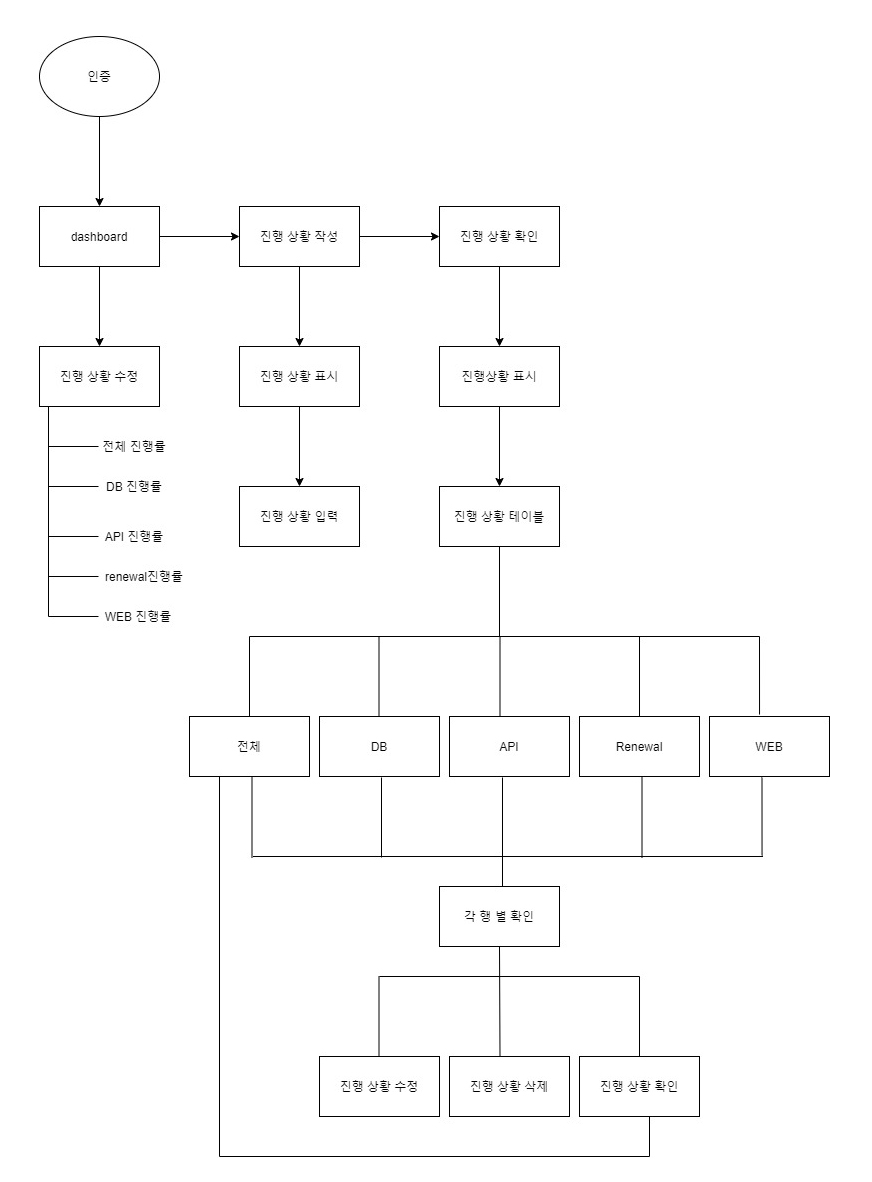 인증
dashboard
진행 상황 작성
진행 상황 확인
진행 상황 수정
진행 상황 표시
진행상황 표시
전체 진행률
DB 진행률
API 진행률
renewal진행률
WEB 진행률
진행 상황 입력
진행 상황 테이블
전체
DB
API
Renewal
WEB
각 행 별 확인
진행 상황 수정
진행 상황 삭제
진행 상황 확인